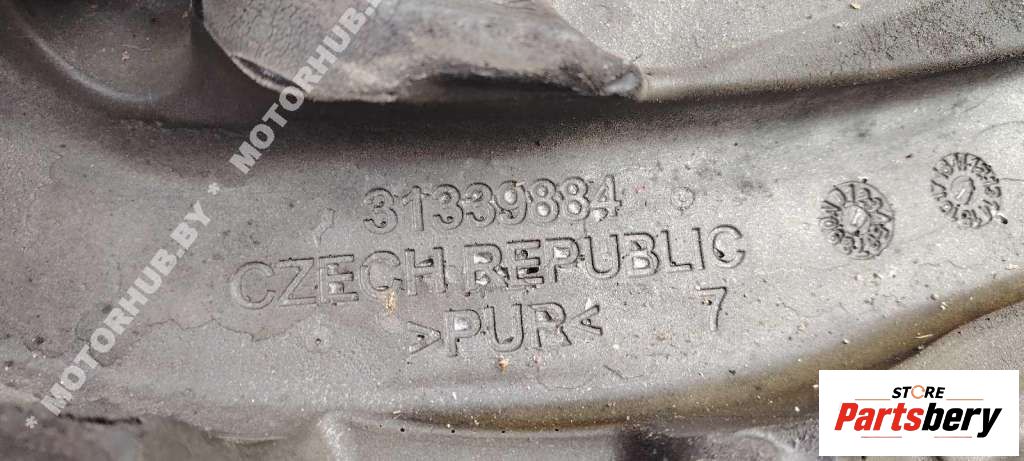 * MOTORHUB.BY * MOTORHUB.BY
31339884
CZECH REPUBLIC
>PUR<
7
STORE
Partsbery